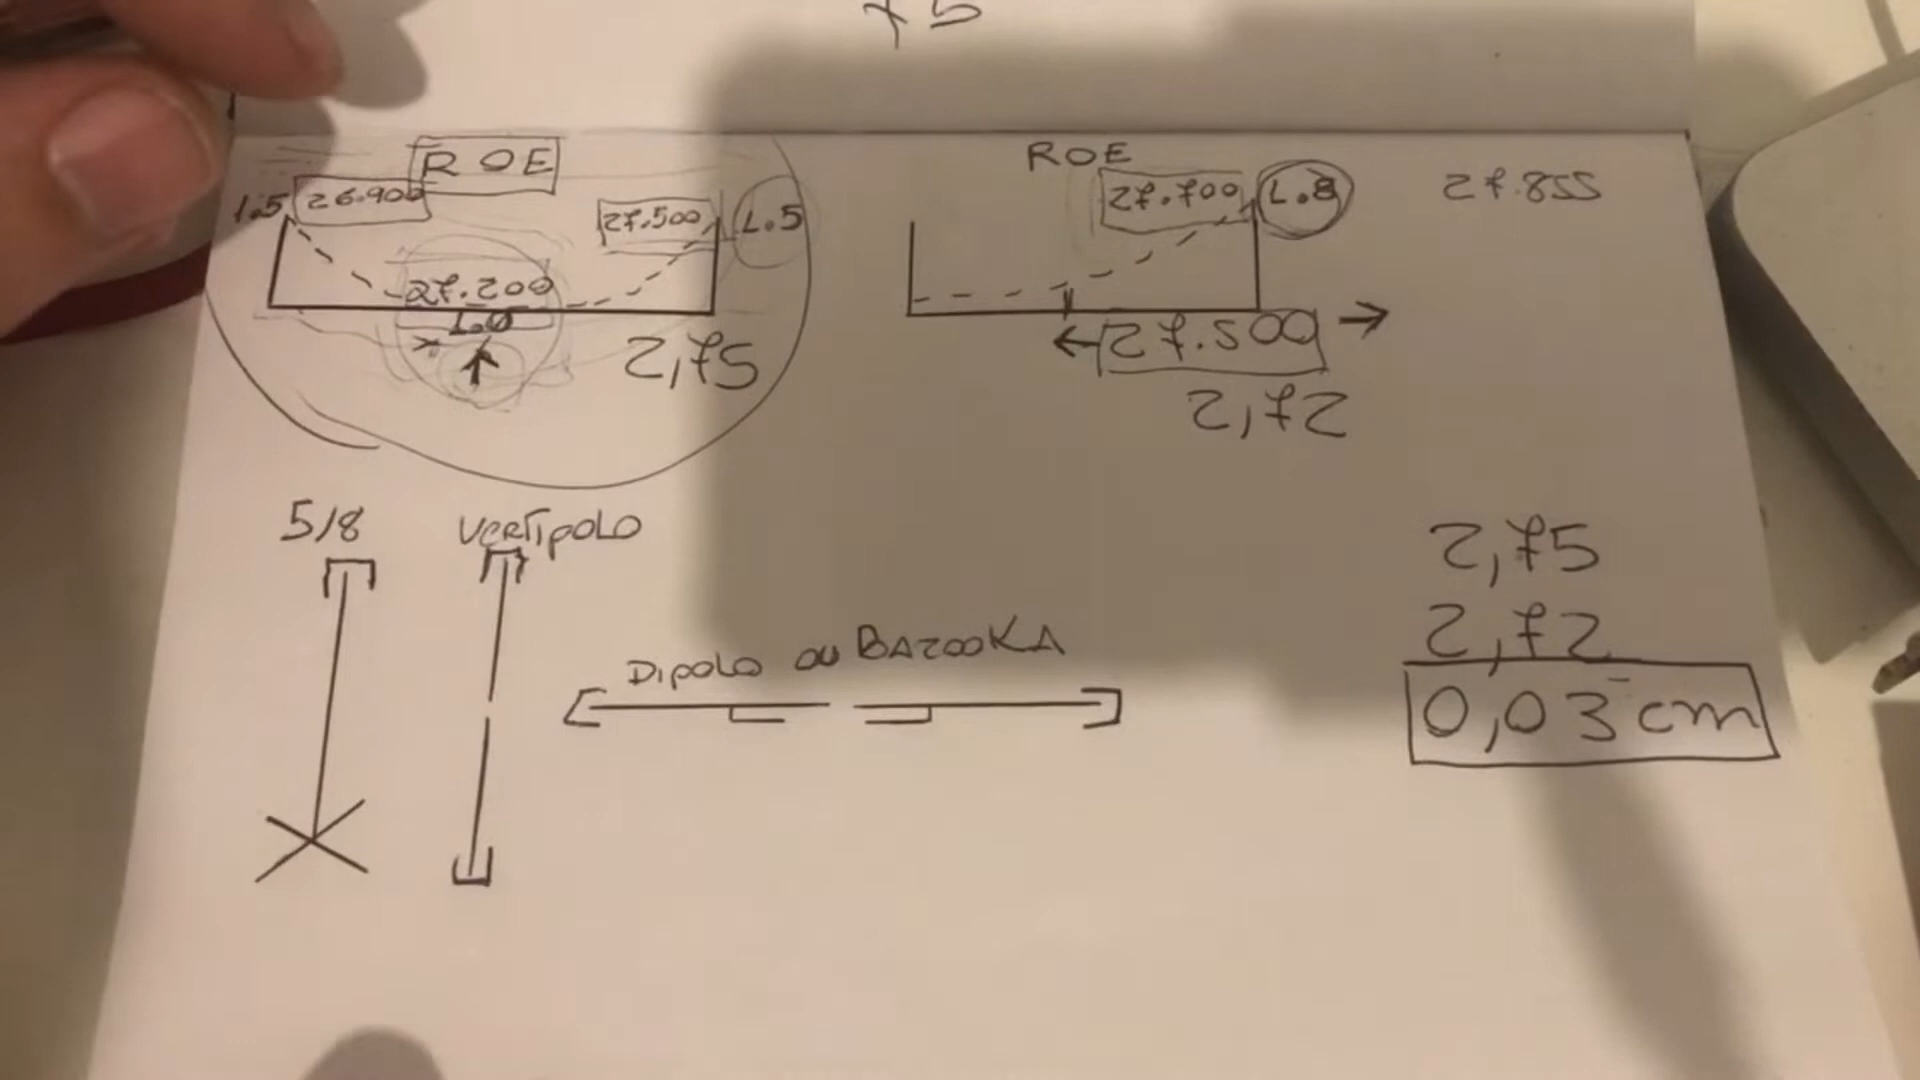 75
ROE
1.5 26.900
27.500 1.5
27.200
1.0
2,75
ROE
27.700 1.8
27.855
27.500
2,72
5/8
VERTIPOLO
DIPOLO OU BAZOOKA
2,75
2,72
0,03 cm